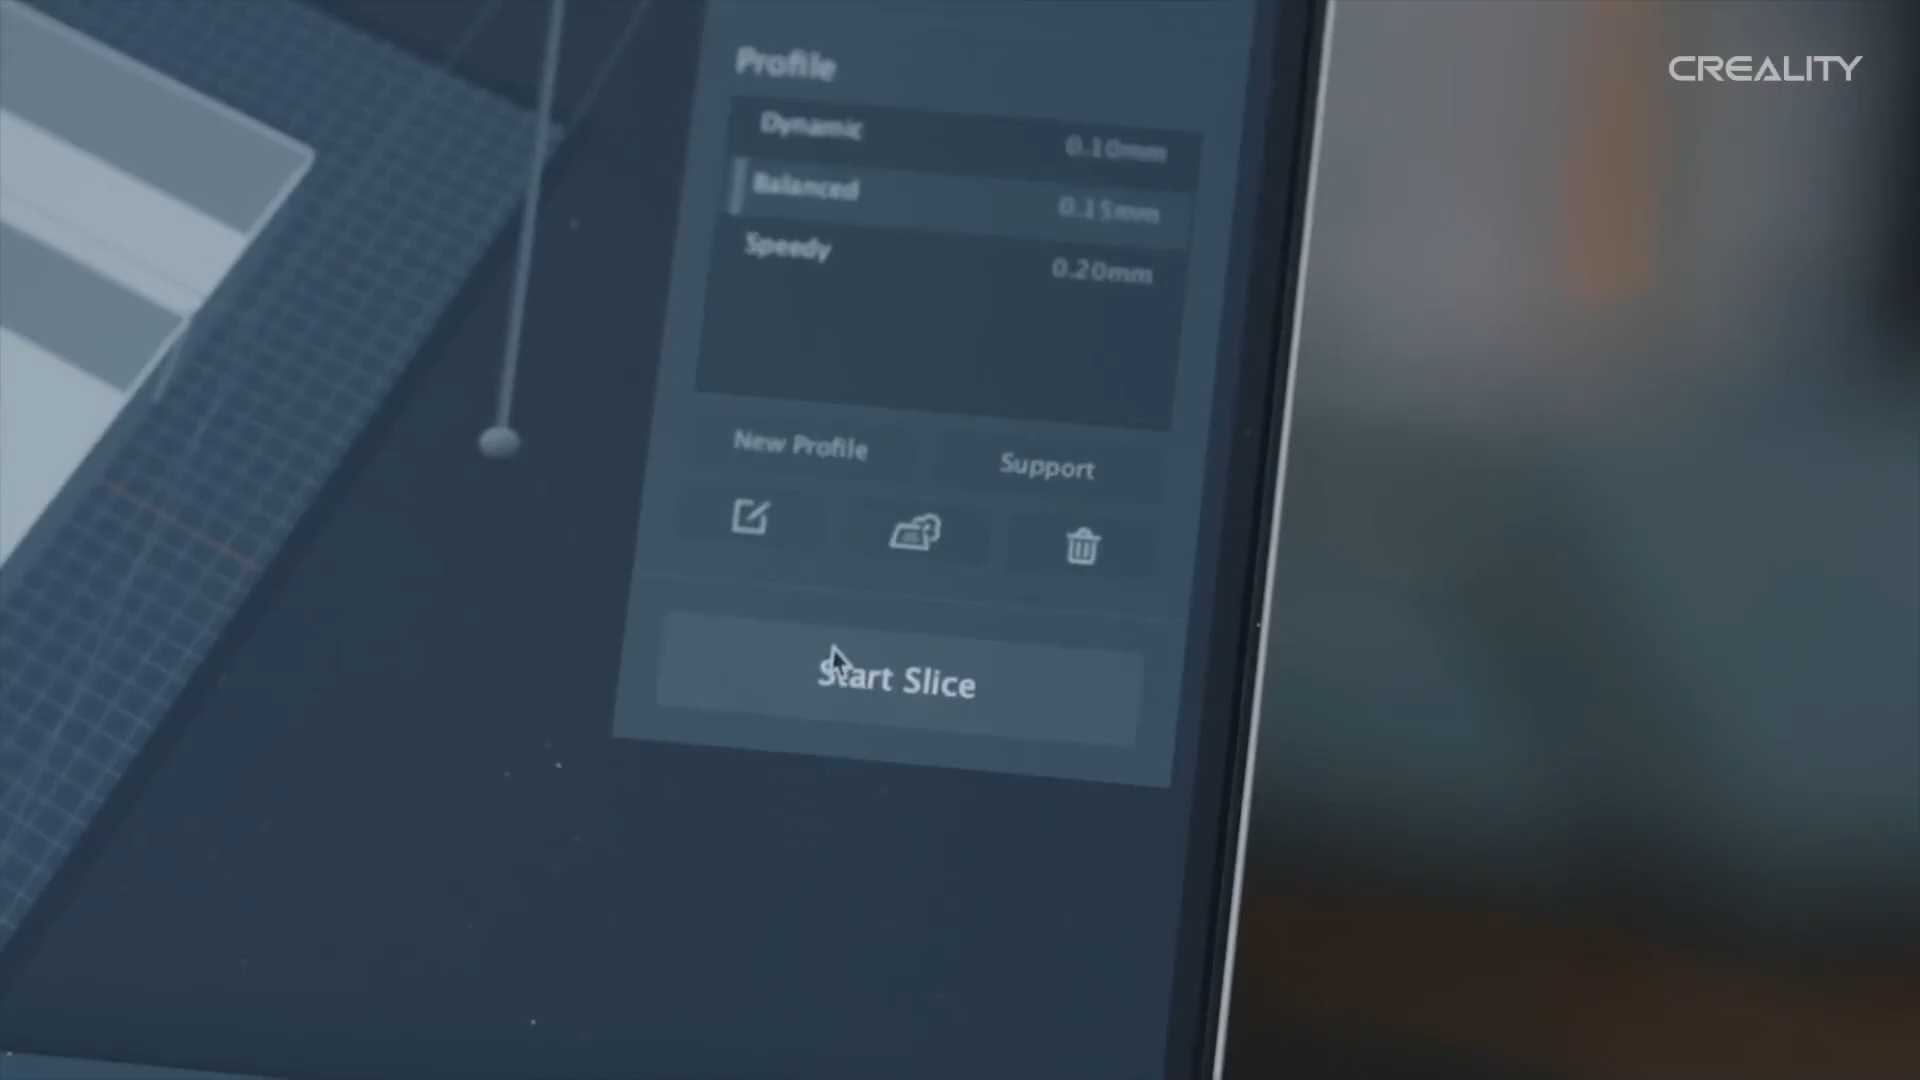 CREALITY
Profile
Dynamic 0.10mm
Balanced 0.15mm
Speedy 0.20mm
New Profile Support
Start Slice